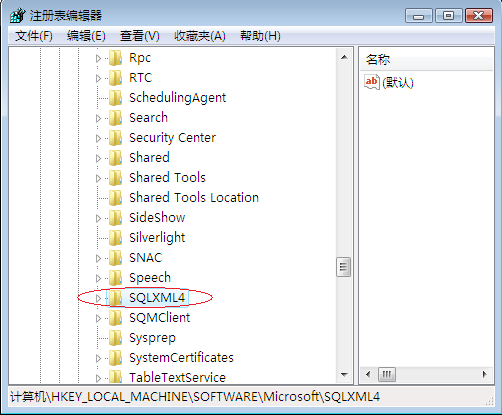 注册表编辑器
文件(F) 编辑(E) 查看(V) 收藏夹(A) 帮助(H)
Rpc
RTC
SchedulingAgent
Search
Security Center
Shared
Shared Tools
Shared Tools Location
SideShow
Silverlight
SNAC
Speech
SQLXML4
SQMClient
Sysprep
SystemCertificates
TableTextService
名称
ab (默认)
计算机\HKEY_LOCAL_MACHINE\SOFTWARE\Microsoft\SQLXML4